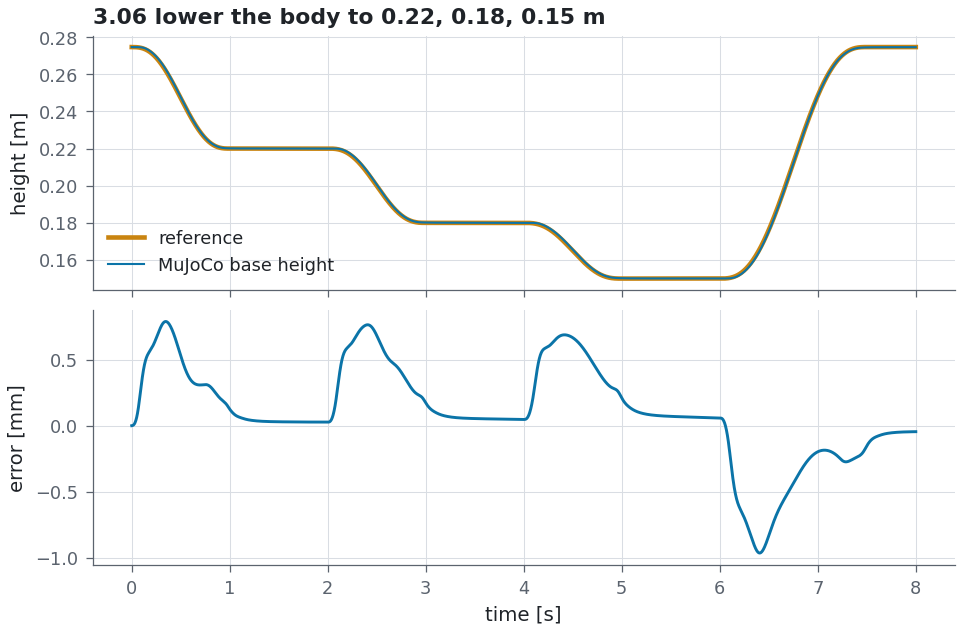 3.06 lower the body to 0.22, 0.18, 0.15 m
0.28
0.26
0.24
0.22
0.20
0.18
0.16
height [m]
reference
MuJoCo base height
0.5
0.0
−0.5
−1.0
error [mm]
0 1 2 3 4 5 6 7 8
time [s]